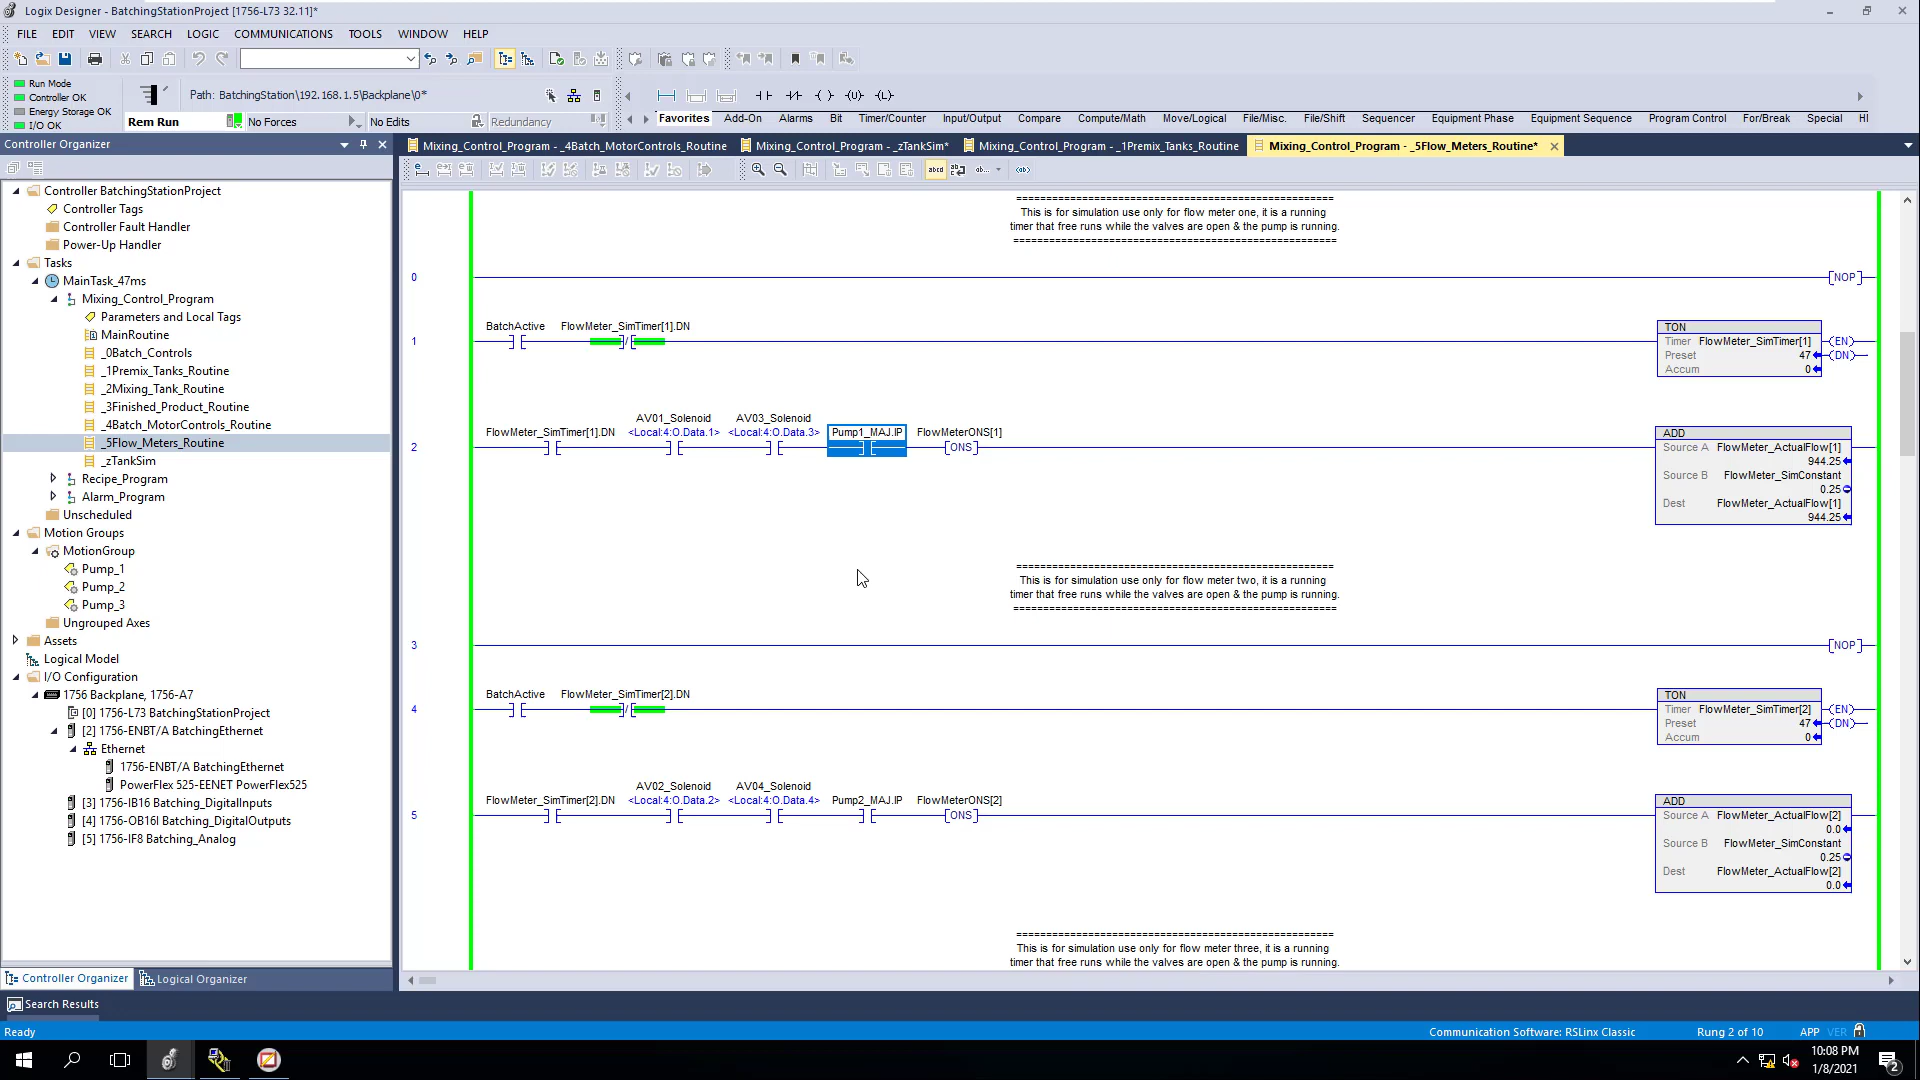 Logix Designer - BatchingStationProject [1756-L73 32.11]*
FILE EDIT VIEW SEARCH LOGIC COMMUNICATIONS TOOLS WINDOW HELP
Run Mode
Controller OK
Energy Storage OK
I/O OK
Path: BatchingStation\192.168.1.5\Backplane\0*
Rem Run No Forces No Edits Redundancy
Favorites Add-On Alarms Bit Timer/Counter Input/Output Compare Compute/Math Move/Logical File/Misc. File/Shift Sequencer Equipment Phase Equipment Sequence Program Control For/Break Special HI
Controller Organizer
Mixing_Control_Program - _4Batch_MotorControls_Routine
Mixing_Control_Program - _zTankSim*
Mixing_Control_Program - _1Premix_Tanks_Routine
Mixing_Control_Program - _5Flow_Meters_Routine*
Controller BatchingStationProject
Controller Tags
Controller Fault Handler
Power-Up Handler
Tasks
MainTask_47ms
Mixing_Control_Program
Parameters and Local Tags
MainRoutine
_0Batch_Controls
_1Premix_Tanks_Routine
_2Mixing_Tank_Routine
_3Finished_Product_Routine
_4Batch_MotorControls_Routine
_5Flow_Meters_Routine
_zTankSim
Recipe_Program
Alarm_Program
Unscheduled
Motion Groups
MotionGroup
Pump_1
Pump_2
Pump_3
Ungrouped Axes
Assets
Logical Model
I/O Configuration
1756 Backplane, 1756-A7
[0] 1756-L73 BatchingStationProject
[2] 1756-ENBT/A BatchingEthernet
Ethernet
1756-ENBT/A BatchingEthernet
PowerFlex 525-EENET PowerFlex525
[3] 1756-IB16 Batching_DigitalInputs
[4] 1756-OB16I Batching_DigitalOutputs
[5] 1756-IF8 Batching_Analog
Controller Organizer Logical Organizer
Search Results
=====================================================
This is for simulation use only for flow meter one, it is a running
timer that free runs while the valves are open & the pump is running.
======================================================
0 NOP
BatchActive FlowMeter_SimTimer[1].DN
1
TON
Timer FlowMeter_SimTimer[1] EN
Preset 47 DN
Accum 0
AV01_Solenoid AV03_Solenoid
FlowMeter_SimTimer[1].DN <Local:4:O.Data.1> <Local:4:O.Data.3> Pump1_MAJ.IP FlowMeterONS[1]
2 ONS
ADD
Source A FlowMeter_ActualFlow[1]
944.25
Source B FlowMeter_SimConstant
0.25
Dest FlowMeter_ActualFlow[1]
944.25
=====================================================
This is for simulation use only for flow meter two, it is a running
timer that free runs while the valves are open & the pump is running.
======================================================
3 NOP
BatchActive FlowMeter_SimTimer[2].DN
4
TON
Timer FlowMeter_SimTimer[2] EN
Preset 47 DN
Accum 0
AV02_Solenoid AV04_Solenoid
FlowMeter_SimTimer[2].DN <Local:4:O.Data.2> <Local:4:O.Data.4> Pump2_MAJ.IP FlowMeterONS[2]
5 ONS
ADD
Source A FlowMeter_ActualFlow[2]
0.0
Source B FlowMeter_SimConstant
0.25
Dest FlowMeter_ActualFlow[2]
0.0
=====================================================
This is for simulation use only for flow meter three, it is a running
timer that free runs while the valves are open & the pump is running.
Ready
Communication Software: RSLinx Classic Rung 2 of 10 APP VER
10:08 PM
1/8/2021
2